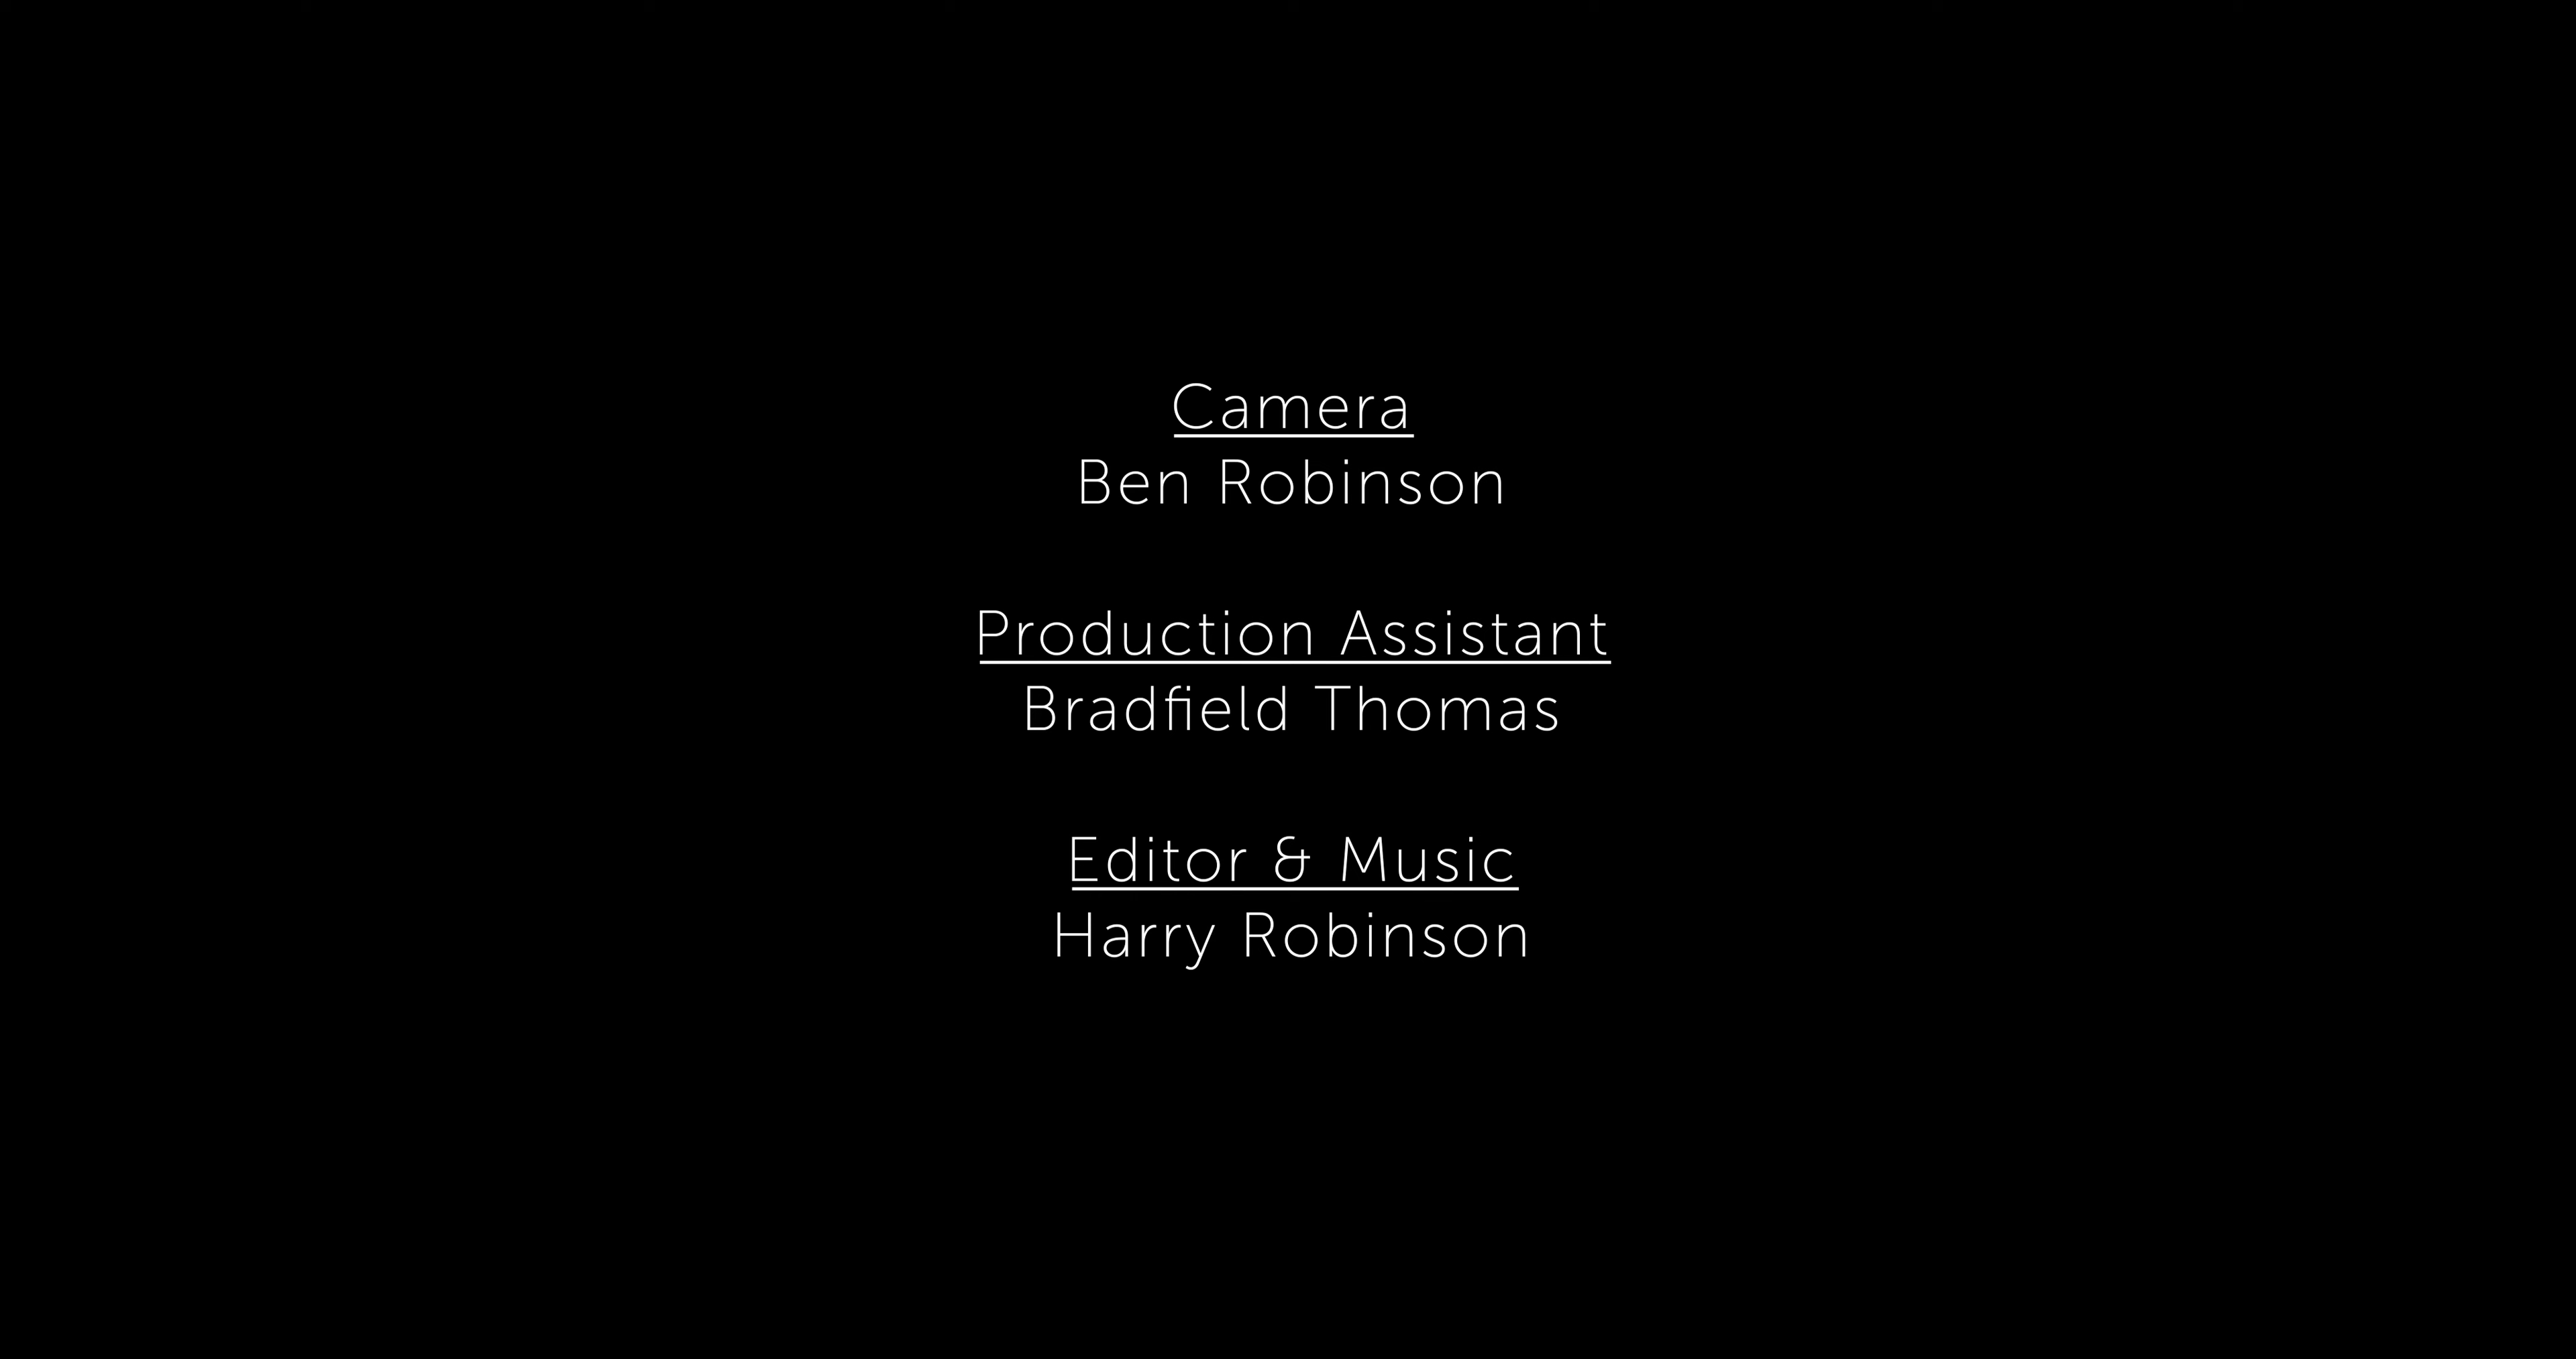 Camera
Ben Robinson
Production Assistant
Bradfield Thomas
Editor & Music
Harry Robinson